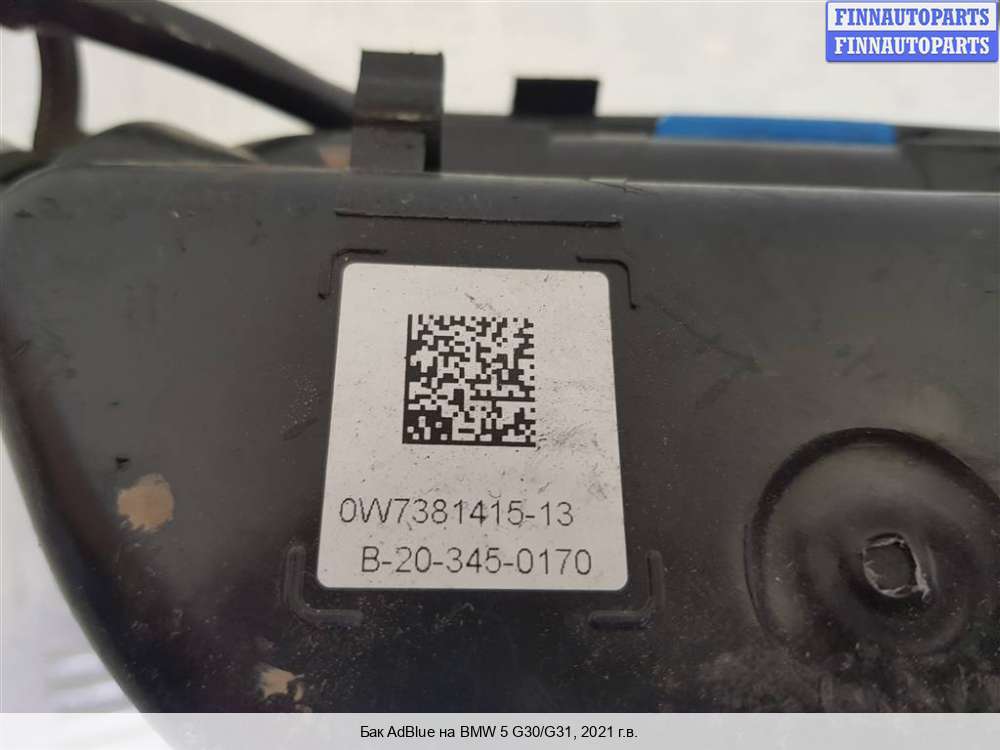 FINNAUTOPARTS
FINNAUTOPARTS
0W7381415-13
B-20-345-0170
Бак AdBlue на BMW 5 G30/G31, 2021 г.в.